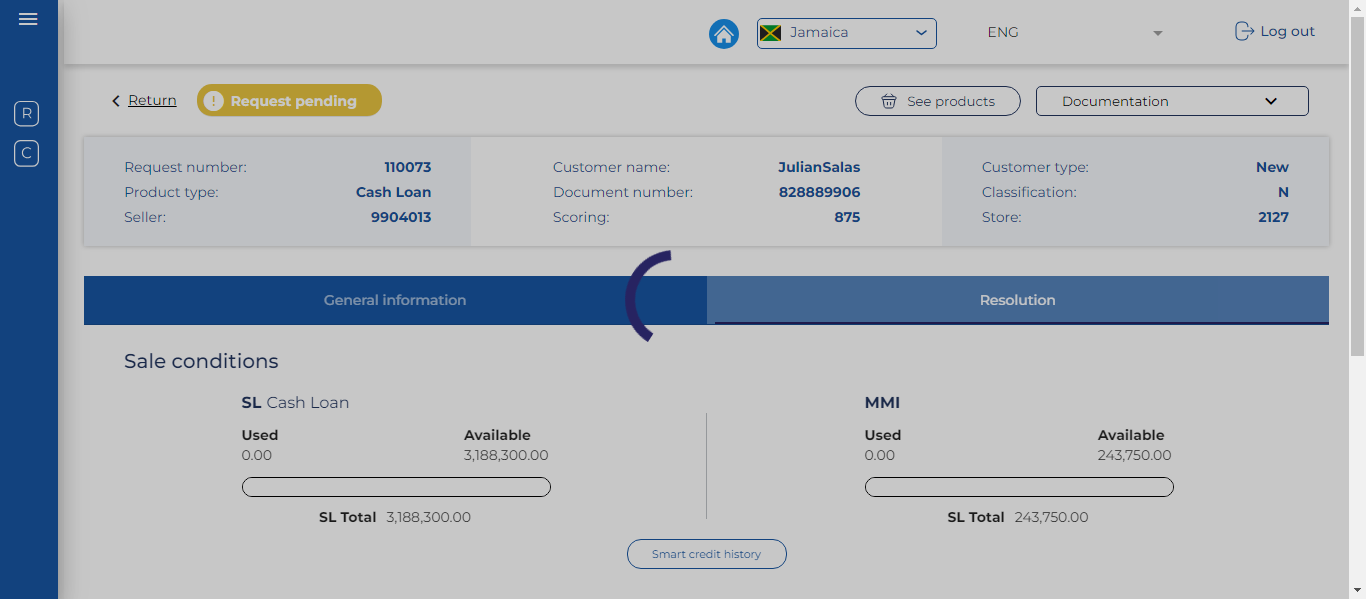 Jamaica ENG Log out
Return Request pending See products Documentation
R
C
Request number: 110073 Customer name: JulianSalas Customer type: New
Product type: Cash Loan Document number: 828889906 Classification: N
Seller: 9904013 Scoring: 875 Store: 2127
General information Resolution
Sale conditions
SL Cash Loan MMI
Used Available Used Available
0.00 3,188,300.00 0.00 243,750.00
SL Total 3,188,300.00 SL Total 243,750.00
Smart credit history